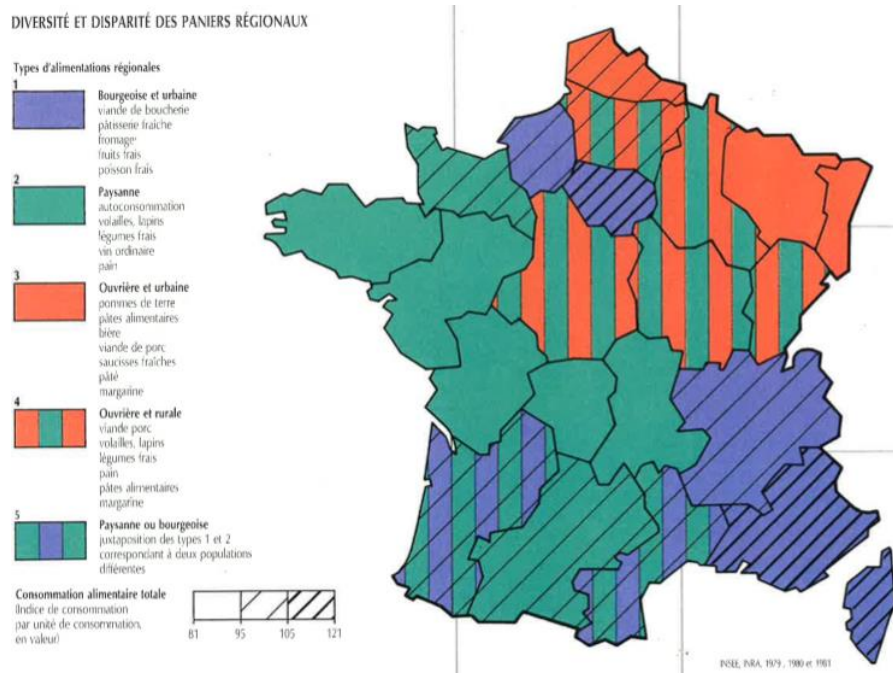 DIVERSITÉ ET DISPARITÉ DES PANIERS RÉGIONAUX
Types d'alimentations régionales
1
Bourgeoise et urbaine
viande de boucherie
pâtisserie fraîche
fromage
fruits frais
poisson frais
2
Paysanne
autoconsommation
volailles, lapins
légumes frais
vin ordinaire
pain
3
Ouvrière et urbaine
pommes de terre
pâtes alimentaires
bière
viande de porc
saucisses fraîches
pâté
margarine
4
Ouvrière et rurale
viande porc
volailles, lapins
légumes frais
pain
pâtes alimentaires
margarine
5
Paysanne ou bourgeoise
juxtaposition des types 1 et 2
correspondant à deux populations
différentes
Consommation alimentaire totale
(Indice de consommation
par unité de consommation,
en valeur)
81 95 105 121
INSEE, INRA, 1979, 1980 et 1981